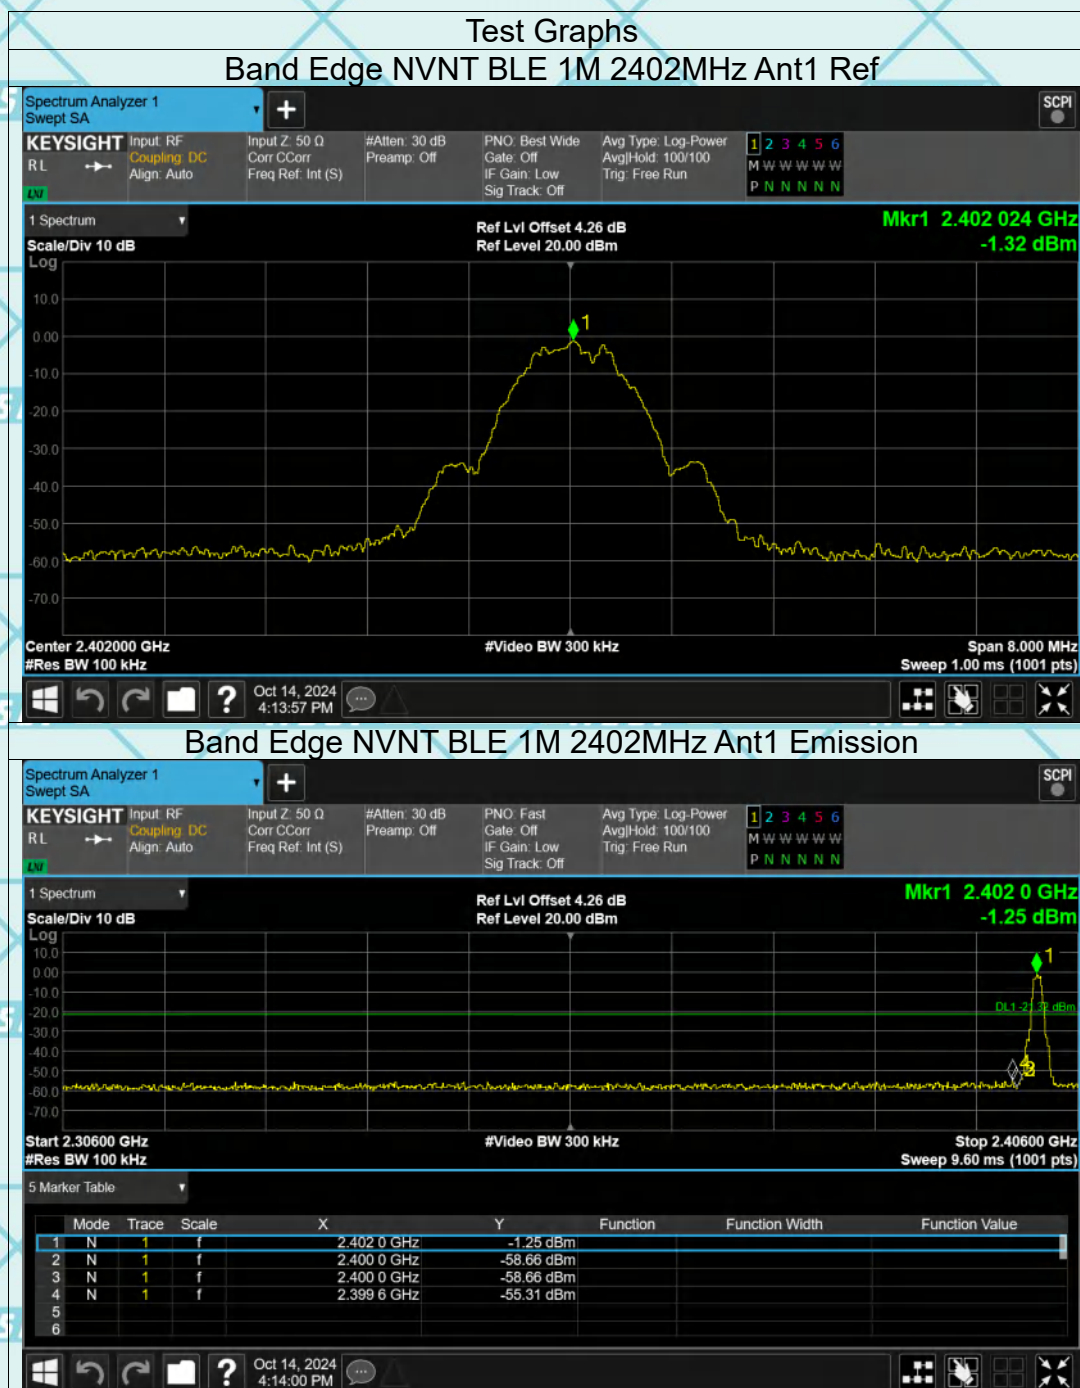 Test Graphs
Band Edge NVNT BLE 1M 2402MHz Ant1 Ref
Spectrum Analyzer 1
Swept SA
+
SCPI
KEYSIGHT
RL
LXI
Input: RF
Coupling: DC
Align: Auto
Input Z: 50 Ω
Corr CCorr
Freq Ref: Int (S)
#Atten: 30 dB
Preamp: Off
PNO: Best Wide
Gate: Off
IF Gain: Low
Sig Track: Off
Avg Type: Log-Power
Avg|Hold: 100/100
Trig: Free Run
1 2 3 4 5 6
M W W W W W
P N N N N N
1 Spectrum
Scale/Div 10 dB
Log
Ref Lvl Offset 4.26 dB
Ref Level 20.00 dBm
Mkr1 2.402 024 GHz
-1.32 dBm
1
10.0
0.00
-10.0
-20.0
-30.0
-40.0
-50.0
-60.0
-70.0
Center 2.402000 GHz
#Res BW 100 kHz
#Video BW 300 kHz
Span 8.000 MHz
Sweep 1.00 ms (1001 pts)
?
Oct 14, 2024
4:13:57 PM
Band Edge NVNT BLE 1M 2402MHz Ant1 Emission
Spectrum Analyzer 1
Swept SA
+
SCPI
KEYSIGHT
RL
LXI
Input: RF
Coupling: DC
Align: Auto
Input Z: 50 Ω
Corr CCorr
Freq Ref: Int (S)
#Atten: 30 dB
Preamp: Off
PNO: Fast
Gate: Off
IF Gain: Low
Sig Track: Off
Avg Type: Log-Power
Avg|Hold: 100/100
Trig: Free Run
1 2 3 4 5 6
M W W W W W
P N N N N N
1 Spectrum
Scale/Div 10 dB
Log
Ref Lvl Offset 4.26 dB
Ref Level 20.00 dBm
Mkr1 2.402 0 GHz
-1.25 dBm
1
10.0
0.00
-10.0
-20.0
-30.0
-40.0
-50.0
-60.0
-70.0
DL1 -21.32 dBm
Start 2.30600 GHz
#Res BW 100 kHz
#Video BW 300 kHz
Stop 2.40600 GHz
Sweep 9.60 ms (1001 pts)
5 Marker Table
Mode Trace Scale X Y Function Function Width Function Value
1 N 1 f 2.402 0 GHz -1.25 dBm
2 N 1 f 2.400 0 GHz -58.66 dBm
3 N 1 f 2.400 0 GHz -58.66 dBm
4 N 1 f 2.399 6 GHz -55.31 dBm
5
6
?
Oct 14, 2024
4:14:00 PM